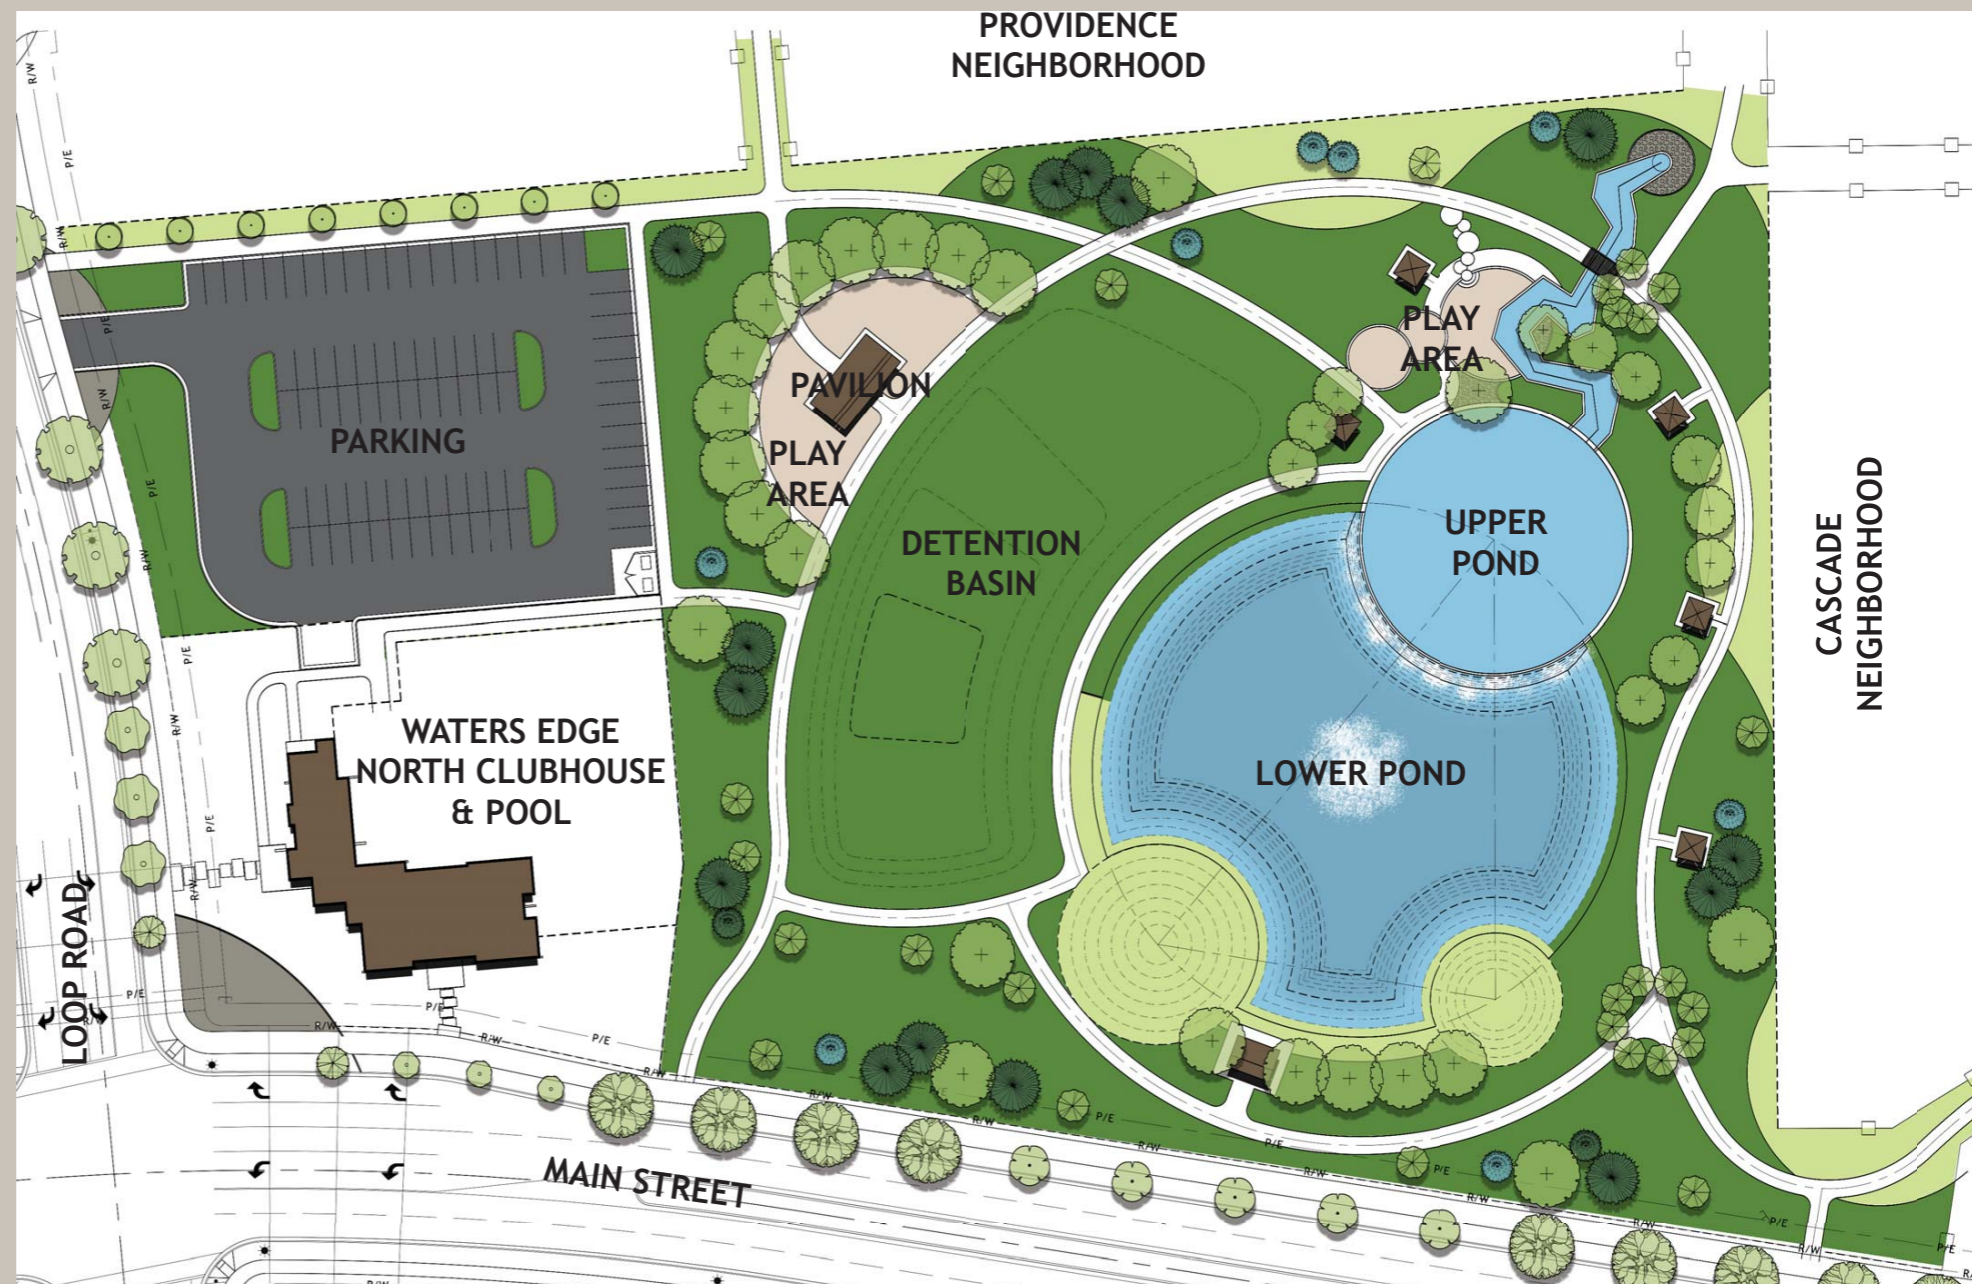 PROVIDENCE
NEIGHBORHOOD
R/W
P/E
R/W
P/E
R/W
P/E
R/W
P/E
R/W
P/E
R/W
P/E
R/W
P/E
R/W
PLAY
AREA
PAVILION
PARKING
PLAY
AREA
DETENTION
BASIN
UPPER
POND
CASCADE
NEIGHBORHOOD
WATERS EDGE
NORTH CLUBHOUSE
& POOL
LOWER POND
LOOP ROAD
MAIN STREET
R/W
P/E
R/W
P/E
R/W
R/W
P/E
R/W
P/E
R/W
P/E
R/W
P/E
R/W
R/W
P/E
R/W
P/E
R/W